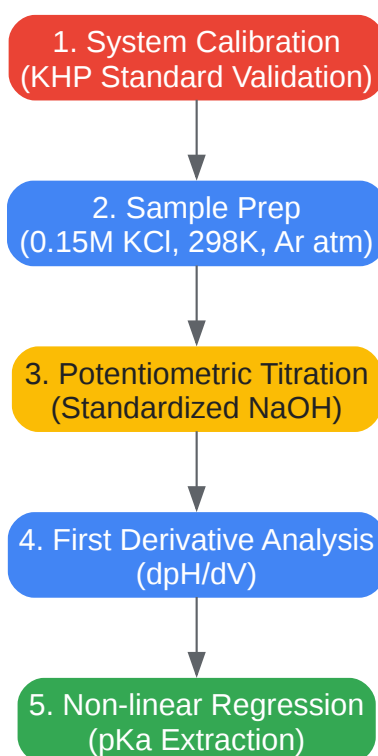 1. System Calibration
(KHP Standard Validation)
2. Sample Prep
(0.15M KCl, 298K, Ar atm)
3. Potentiometric Titration
(Standardized NaOH)
4. First Derivative Analysis
(dpH/dV)
5. Non-linear Regression
(pKa Extraction)